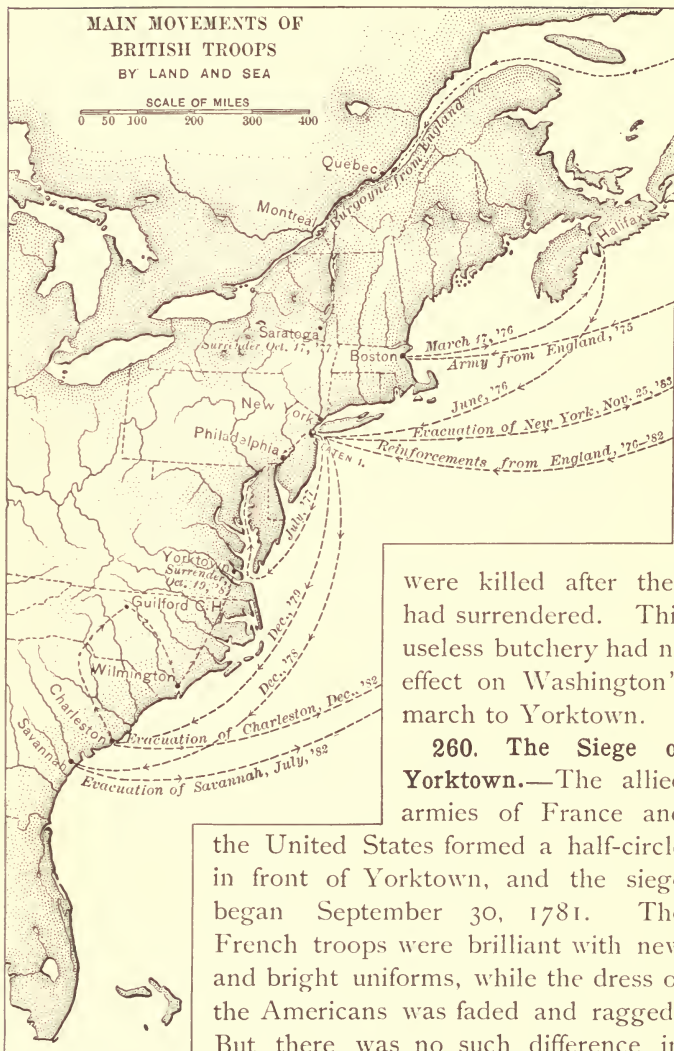 MAIN MOVEMENTS OF
BRITISH TROOPS
BY LAND AND SEA
SCALE OF MILES
0 50 100 200 300 400
Burgoyne from England '77
Quebec
Montreal
Halifax
Saratoga
Surrender Oct. 17, '77
Boston
March 17, '76
Army from England, '75
June, '76
New York
Evacuation of New York, Nov. 25, '83
Philadelphia
Reinforcements from England, '76-'82
ATEN I.
July, '77
Yorktown
Surrender,
Oct. 19, '81
Guilford C.H.
Dec., '79
Dec., '78
Wilmington
Charleston
Evacuation of Charleston, Dec., '82
Savannah
Evacuation of Savannah, July, '82
were killed after the
had surrendered. Thi
useless butchery had n
effect on Washington'
march to Yorktown.
260. The Siege o
Yorktown.—The allied
armies of France and
the United States formed a half-circl
in front of Yorktown, and the sieg
began September 30, 1781. Th
French troops were brilliant with new
and bright uniforms, while the dress o
the Americans was faded and ragged.
But there was no such difference in